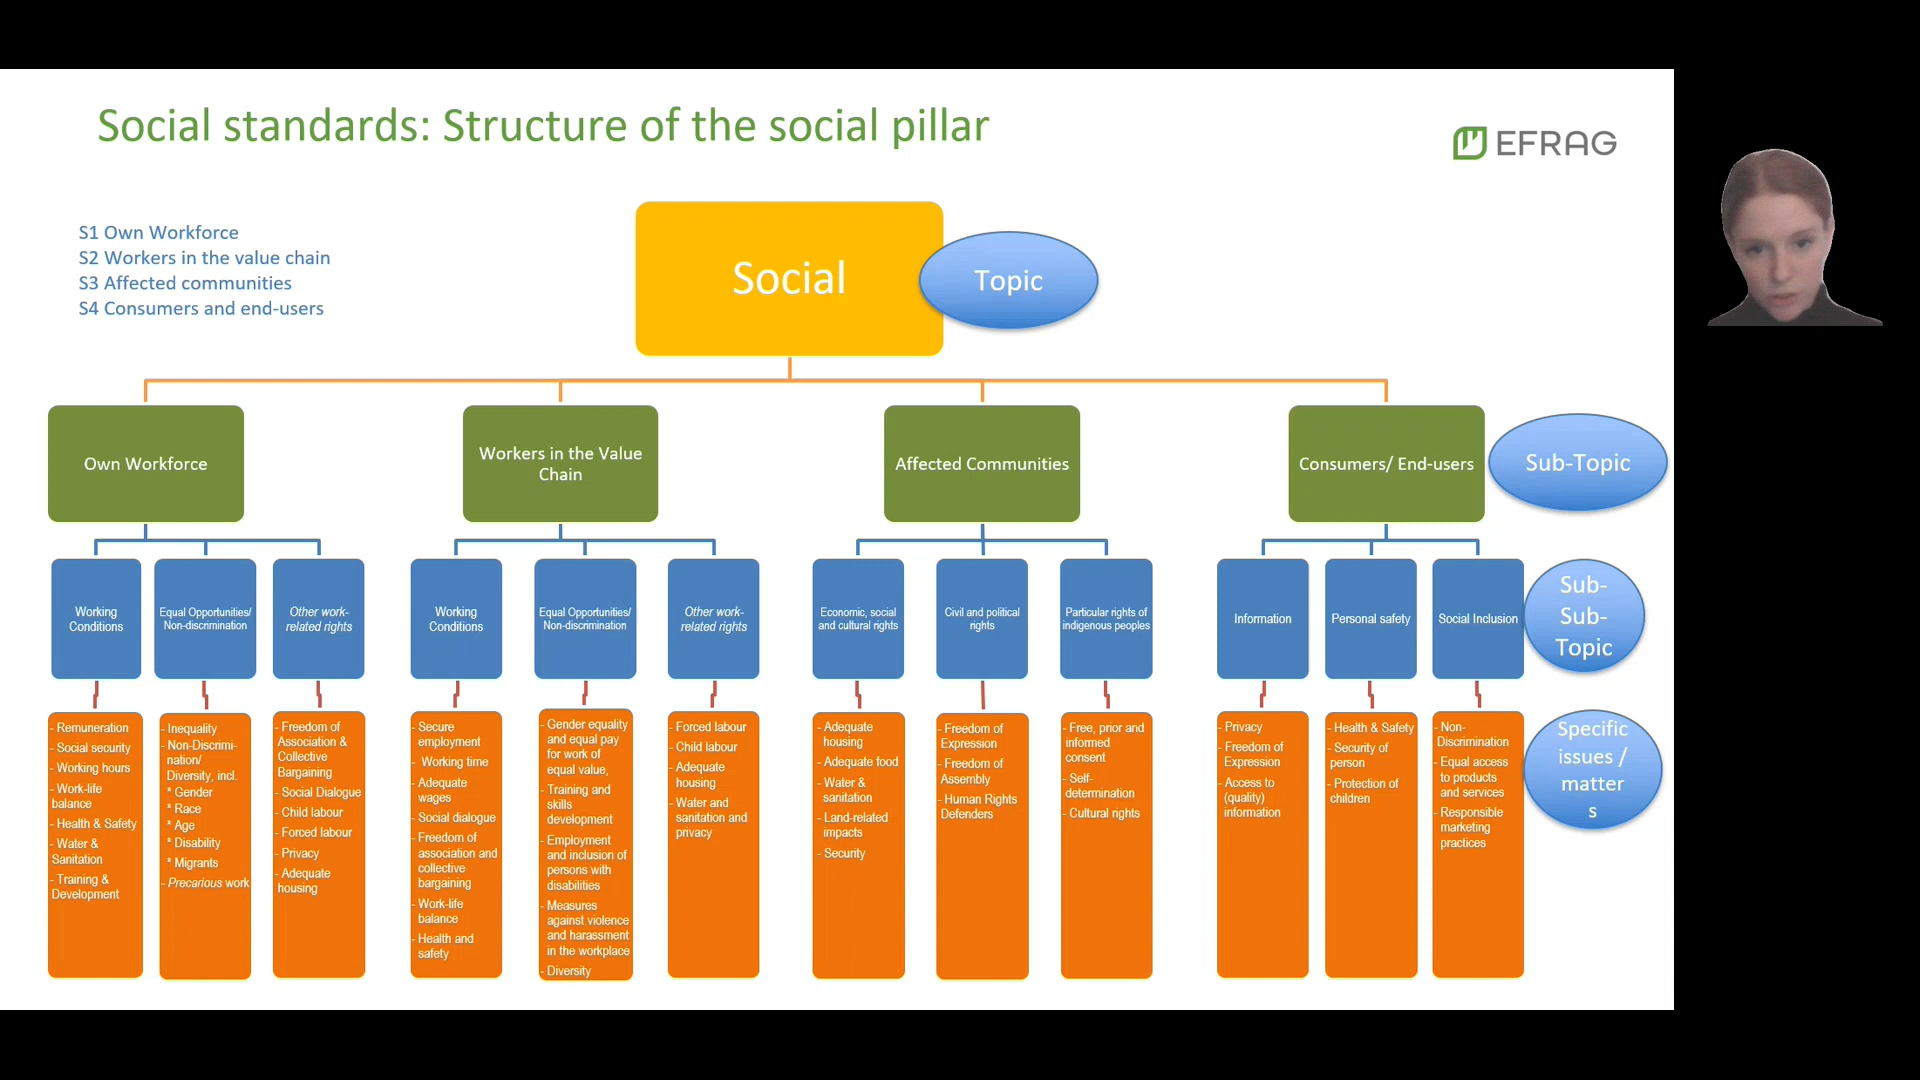 Social standards: Structure of the social pillar
EFRAG
S1 Own Workforce
S2 Workers in the value chain
S3 Affected communities
S4 Consumers and end-users
Social
Topic
Own Workforce
Workers in the Value
Chain
Affected Communities
Consumers/ End-users
Sub-Topic
Working
Conditions
Equal Opportunities/
Non-discrimination
Other work-
related rights
Working
Conditions
Equal Opportunities/
Non-discrimination
Other work-
related rights
Economic, social
and cultural rights
Civil and political
rights
Particular rights of
indigenous peoples
Information
Personal safety
Social Inclusion
Sub-
Sub-
Topic
- Remuneration
- Social security
- Working hours
- Work-life
balance
- Health & Safety
- Water &
Sanitation
- Training &
Development
- Inequality
- Non-Discrimi-
nation/
Diversity, incl.
* Gender
* Race
* Age
* Disability
* Migrants
- Precarious work
- Freedom of
Association &
Collective
Bargaining
- Social Dialogue
- Child labour
- Forced labour
- Privacy
- Adequate
housing
- Secure
employment
- Working time
- Adequate
wages
- Social dialogue
- Freedom of
association and
collective
bargaining
- Work-life
balance
- Health and
safety
- Gender equality
and equal pay
for work of
equal value,
- Training and
skills
development
- Employment
and inclusion of
persons with
disabilities
- Measures
against violence
and harassment
in the workplace
- Diversity
- Forced labour
- Child labour
- Adequate
housing
- Water and
sanitation and
privacy
- Adequate
housing
- Adequate food
- Water &
sanitation
- Land-related
impacts
- Security
- Freedom of
Expression
- Freedom of
Assembly
- Human Rights
Defenders
- Free, prior and
informed
consent
- Self-
determination
- Cultural rights
- Privacy
- Freedom of
Expression
- Access to
(quality)
information
- Health & Safety
- Security of
person
- Protection of
children
- Non-
Discrimination
- Equal access
to products
and services
- Responsible
marketing
practices
Specific
issues /
matter
s